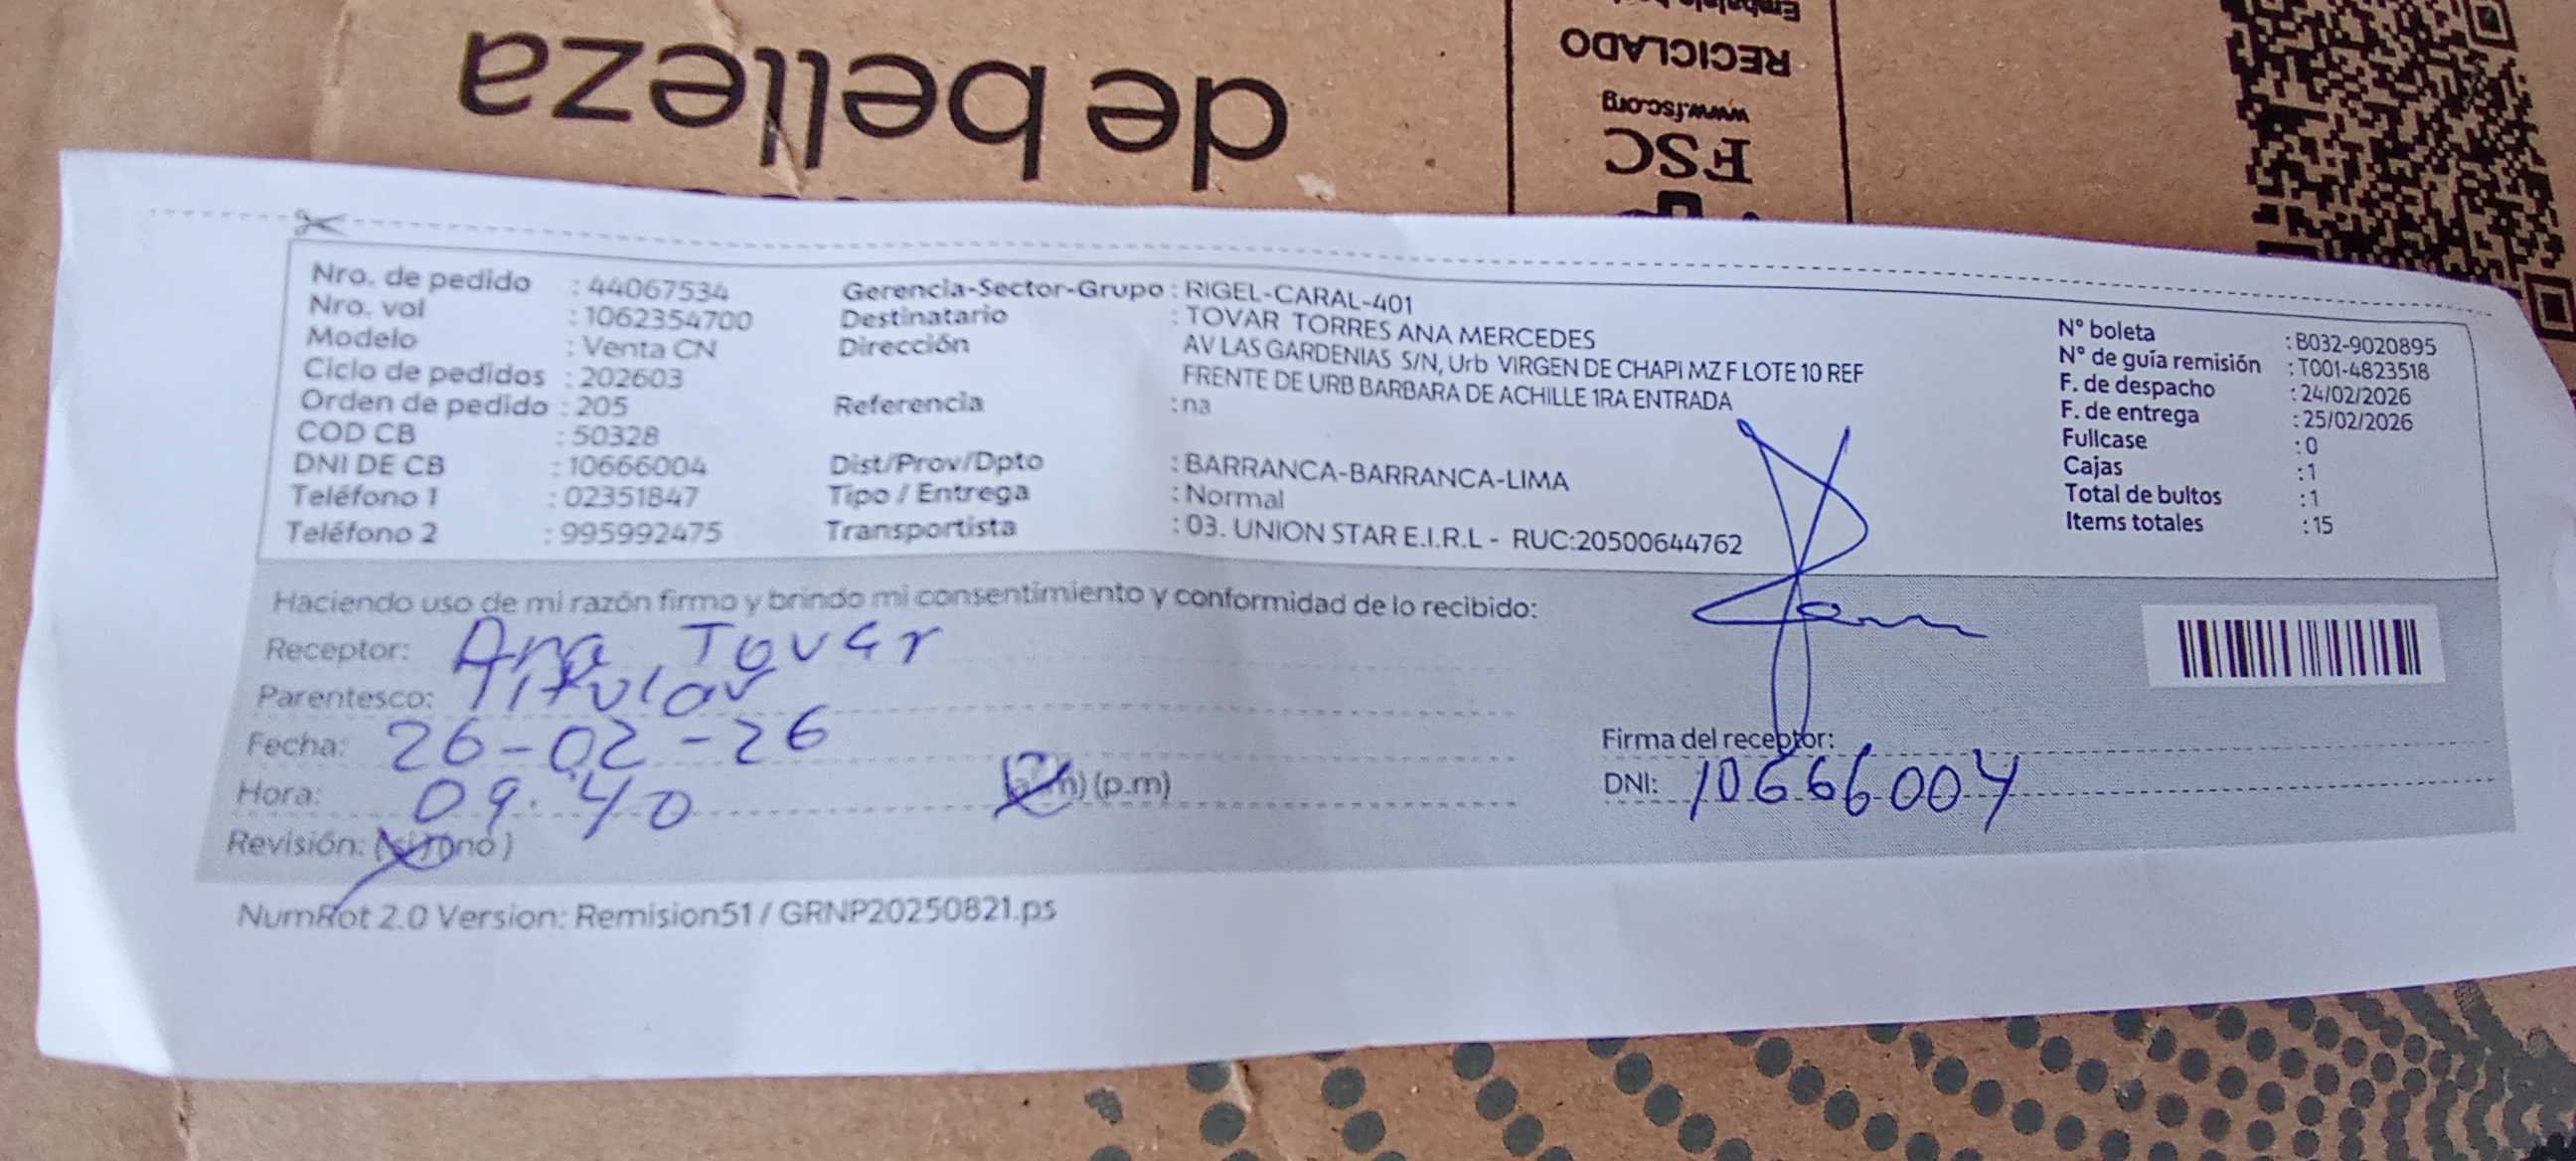 Embalaje
RECICLADO
www.fsc.org
FSC
de belleza
Nro. de pedido : 44067534
Nro. vol : 1062354700
Modelo : Venta CN
Ciclo de pedidos : 202603
Orden de pedido : 205
COD CB : 50328
DNI DE CB : 10666004
Teléfono 1 : 02351847
Teléfono 2 : 995992475
Gerencia-Sector-Grupo : RIGEL-CARAL-401
Destinatario : TOVAR TORRES ANA MERCEDES
Dirección AV LAS GARDENIAS S/N, Urb VIRGEN DE CHAPI MZ F LOTE 10 REF
FRENTE DE URB BARBARA DE ACHILLE 1RA ENTRADA
Referencia : na
Dist/Prov/Dpto : BARRANCA-BARRANCA-LIMA
Tipo / Entrega : Normal
Transportista : 03. UNION STAR E.I.R.L - RUC:20500644762
N° boleta : B032-9020895
N° de guía remisión : T001-4823518
F. de despacho : 24/02/2026
F. de entrega : 25/02/2026
Fullcase : 0
Cajas : 1
Total de bultos : 1
Items totales : 15
Haciendo uso de mi razón firmo y brindo mi consentimiento y conformidad de lo recibido:
Receptor: Ana Tovar
Parentesco: Titular
Fecha: 26-02-26
Hora: 09:40 (a.m) (p.m)
Revisión: (si) (no)
Firma del receptor:
DNI: 10666004
NumRot 2.0 Version: Remision51 / GRNP20250821.ps